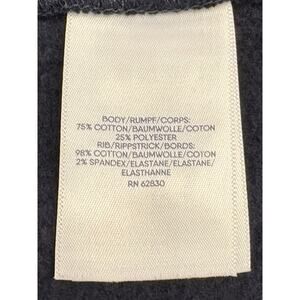 BODY/RUMPF/CORPS:
75% COTTON/BAUMWOLLE/COTON
25% POLYESTER
RIB/RIPPSTRICK/BORDS:
98% COTTON/BAUMWOLLE/COTON
2% SPANDEX/ELASTANE/ELASTANE/
ELASTHANNE
RN 62830